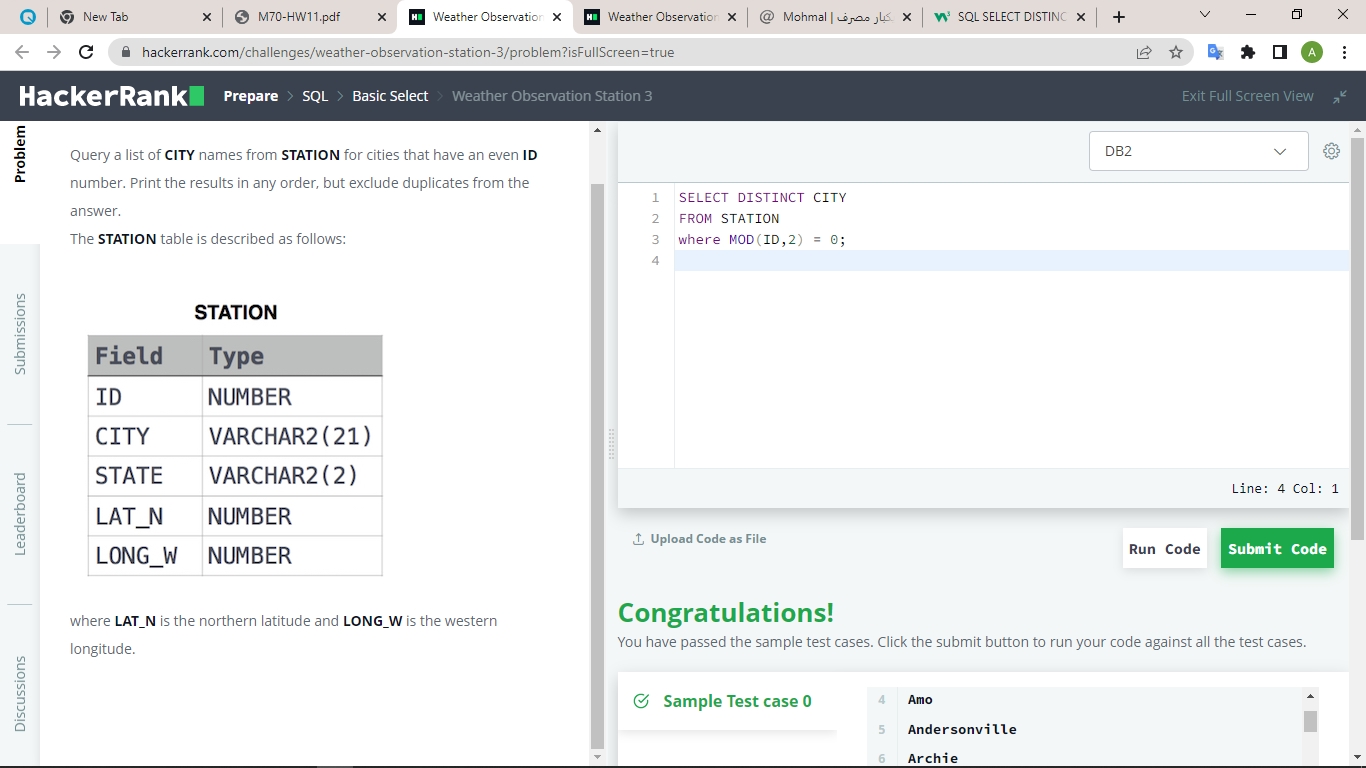 New Tab
M70-HW11.pdf
Weather Observation
Weather Observation
Mohmal | یکبار مصرف
SQL SELECT DISTINC
hackerrank.com/challenges/weather-observation-station-3/problem?isFullScreen=true
A
HackerRank
Prepare > SQL > Basic Select > Weather Observation Station 3
Exit Full Screen View
Problem
Submissions
Leaderboard
Discussions
Query a list of CITY names from STATION for cities that have an even ID
number. Print the results in any order, but exclude duplicates from the
answer.
The STATION table is described as follows:
STATION
Field Type
ID NUMBER
CITY VARCHAR2(21)
STATE VARCHAR2(2)
LAT_N NUMBER
LONG_W NUMBER
where LAT_N is the northern latitude and LONG_W is the western
longitude.
DB2
1 SELECT DISTINCT CITY
2 FROM STATION
3 where MOD(ID,2) = 0;
4
Line: 4 Col: 1
Upload Code as File
Run Code
Submit Code
Congratulations!
You have passed the sample test cases. Click the submit button to run your code against all the test cases.
Sample Test case 0
4 Amo
5 Andersonville
6 Archie